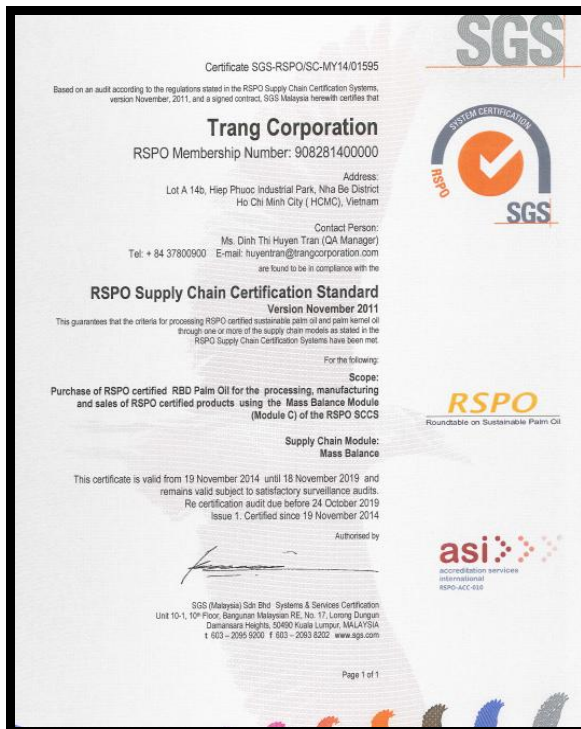 SGS
Certificate SGS-RSPO/SC-MY14/01595
Based on an audit according to the regulations stated in the RSPO Supply Chain Certification Systems,
version November, 2011, and a signed contract, SGS Malaysia herewith certifies that
Trang Corporation
RSPO Membership Number: 908281400000
Address:
Lot A 14b, Hiep Phuoc Industrial Park, Nha Be District
Ho Chi Minh City ( HCMC), Vietnam
Contact Person:
Ms. Dinh Thi Huyen Tran (QA Manager)
Tel: + 84 37800900 E-mail: huyentran@trangcorporation.com
are found to be in compliance with the
SYSTEM CERTIFICATION
RSPO
SGS
RSPO Supply Chain Certification Standard
Version November 2011
This guarantees that the criteria for processing RSPO certified sustainable palm oil and palm kernel oil
through one or more of the supply chain models as stated in the
RSPO Supply Chain Certification Systems have been met.
For the following:
Scope:
Purchase of RSPO certified RBD Palm Oil for the processing, manufacturing
and sales of RSPO certified products using the Mass Balance Module
(Module C) of the RSPO SCCS
RSPO
Roundtable on Sustainable Palm Oil
Supply Chain Module:
Mass Balance
This certificate is valid from 19 November 2014 until 18 November 2019 and
remains valid subject to satisfactory surveillance audits.
Re certification audit due before 24 October 2019
Issue 1. Certified since 19 November 2014
Authorised by
asi
accreditation services
international
RSPO-ACC-010
SGS (Malaysia) Sdn Bhd Systems & Services Certification
Unit 10-1, 10th Floor, Bangunan Malaysian RE, No. 17, Lorong Dungun
Damansara Heights, 50490 Kuala Lumpur, MALAYSIA
t 603 – 2095 9200 f 603 – 2093 6202 www.sgs.com
Page 1 of 1